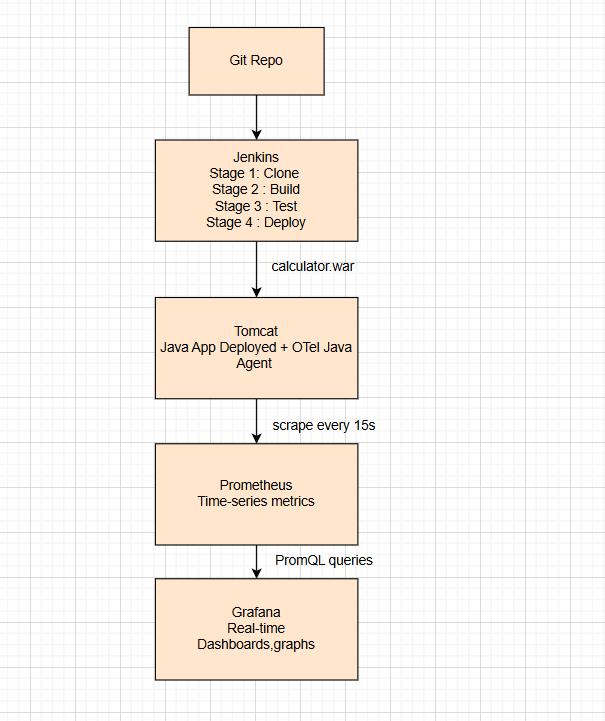 Git Repo
Jenkins
Stage 1: Clone
Stage 2 : Build
Stage 3 : Test
Stage 4 : Deploy
calculator.war
Tomcat
Java App Deployed + OTel Java
Agent
scrape every 15s
Prometheus
Time-series metrics
PromQL queries
Grafana
Real-time
Dashboards,graphs